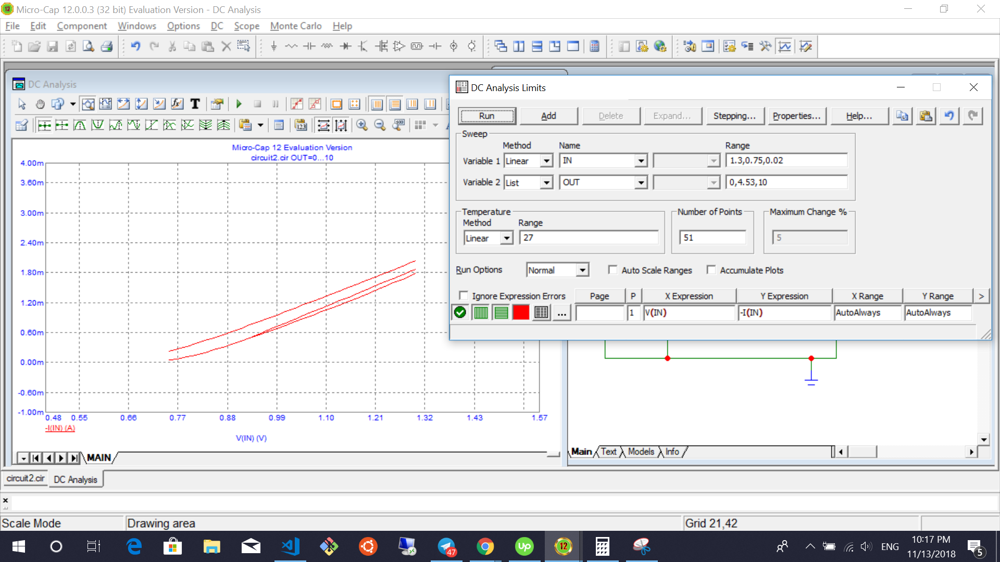 Micro-Cap 12.0.0.3 (32 bit) Evaluation Version - DC Analysis
File Edit Component Windows Options DC Scope Monte Carlo Help
DC Analysis
Micro-Cap 12 Evaluation Version
circuit2.cir OUT=0...10
4.00m
3.60m
3.00m
2.40m
1.80m
1.20m
0.60m
0.00m
-0.60m
-1.00m
0.48 0.55 0.66 0.77 0.88 0.99 1.10 1.21 1.32 1.43 1.57
-I(IN) (A)
V(IN) (V)
MAIN
DC Analysis Limits
Run Add Delete Expand... Stepping... Properties... Help...
Sweep
Method Name Range
Variable 1 Linear IN 1.3,0.75,0.02
Variable 2 List OUT 0,4.53,10
Temperature Number of Points Maximum Change %
Method Range
Linear 27 51 5
Run Options Normal Auto Scale Ranges Accumulate Plots
Ignore Expression Errors Page P X Expression Y Expression X Range Y Range >
... 1 V(IN) -I(IN) AutoAlways AutoAlways
Main Text Models Info
circuit2.cir DC Analysis
Scale Mode Drawing area Grid 21,42
47 Up 12 ENG 10:17 PM
11/13/2018 5